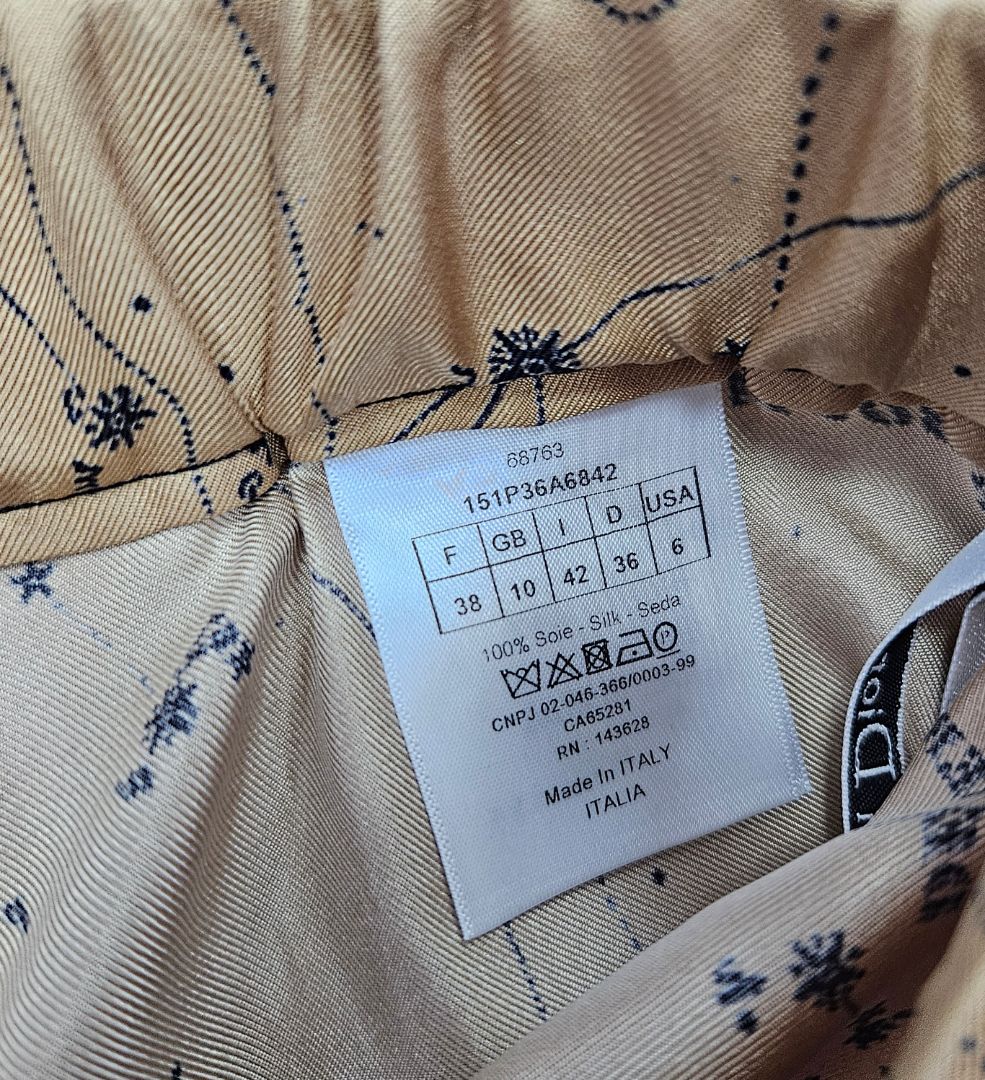 68763
151P36A6842
F GB I D USA
38 10 42 36 6
100% Soie - Silk - Seda
P
CNPJ 02-046-366/0003-99
CA65281
RN : 143628
Made In ITALY
ITALIA
Dior